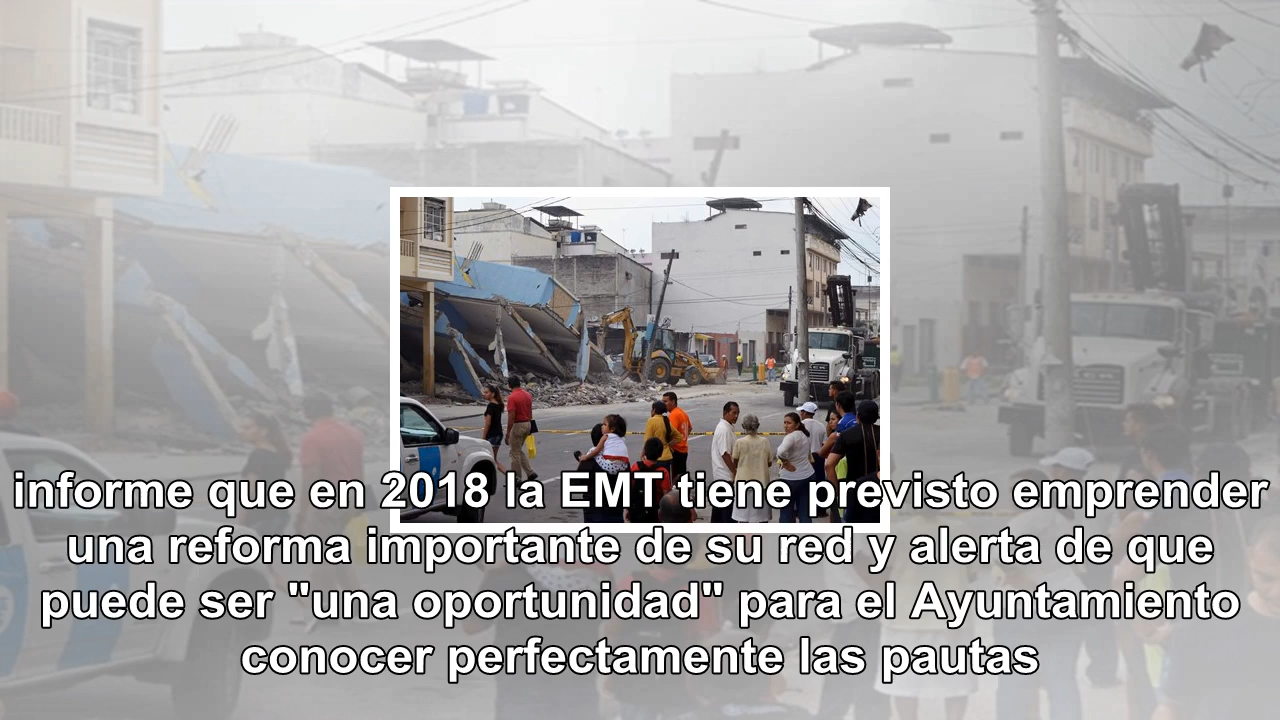 informe que en 2018 la EMT tiene previsto emprender
una reforma importante de su red y alerta de que
puede ser "una oportunidad" para el Ayuntamiento
conocer perfectamente las pautas